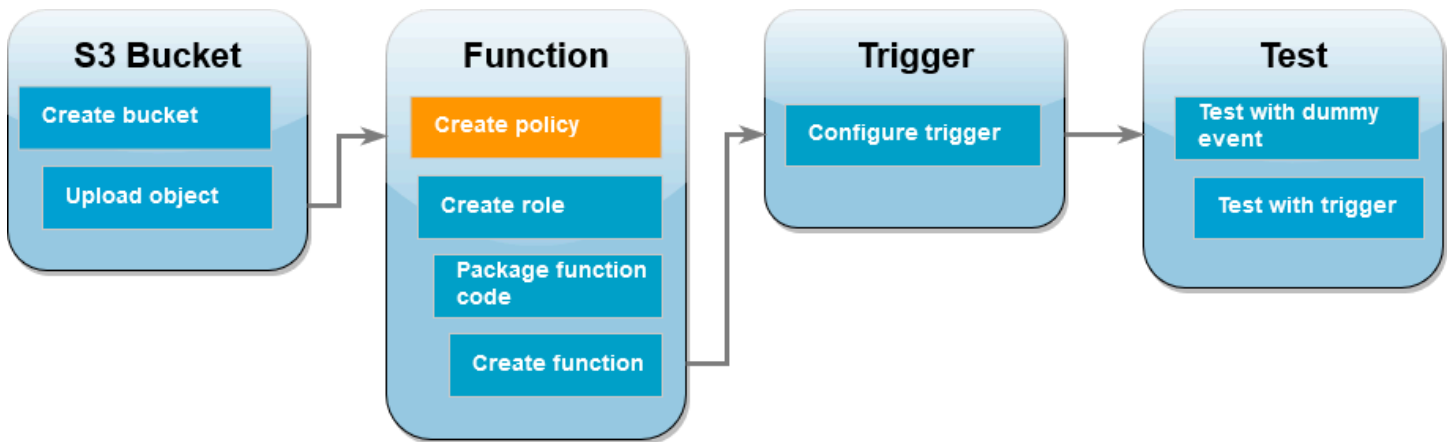 S3 Bucket
Create bucket
Upload object
Function
Create policy
Create role
Package function
code
Create function
Trigger
Configure trigger
Test
Test with dummy
event
Test with trigger